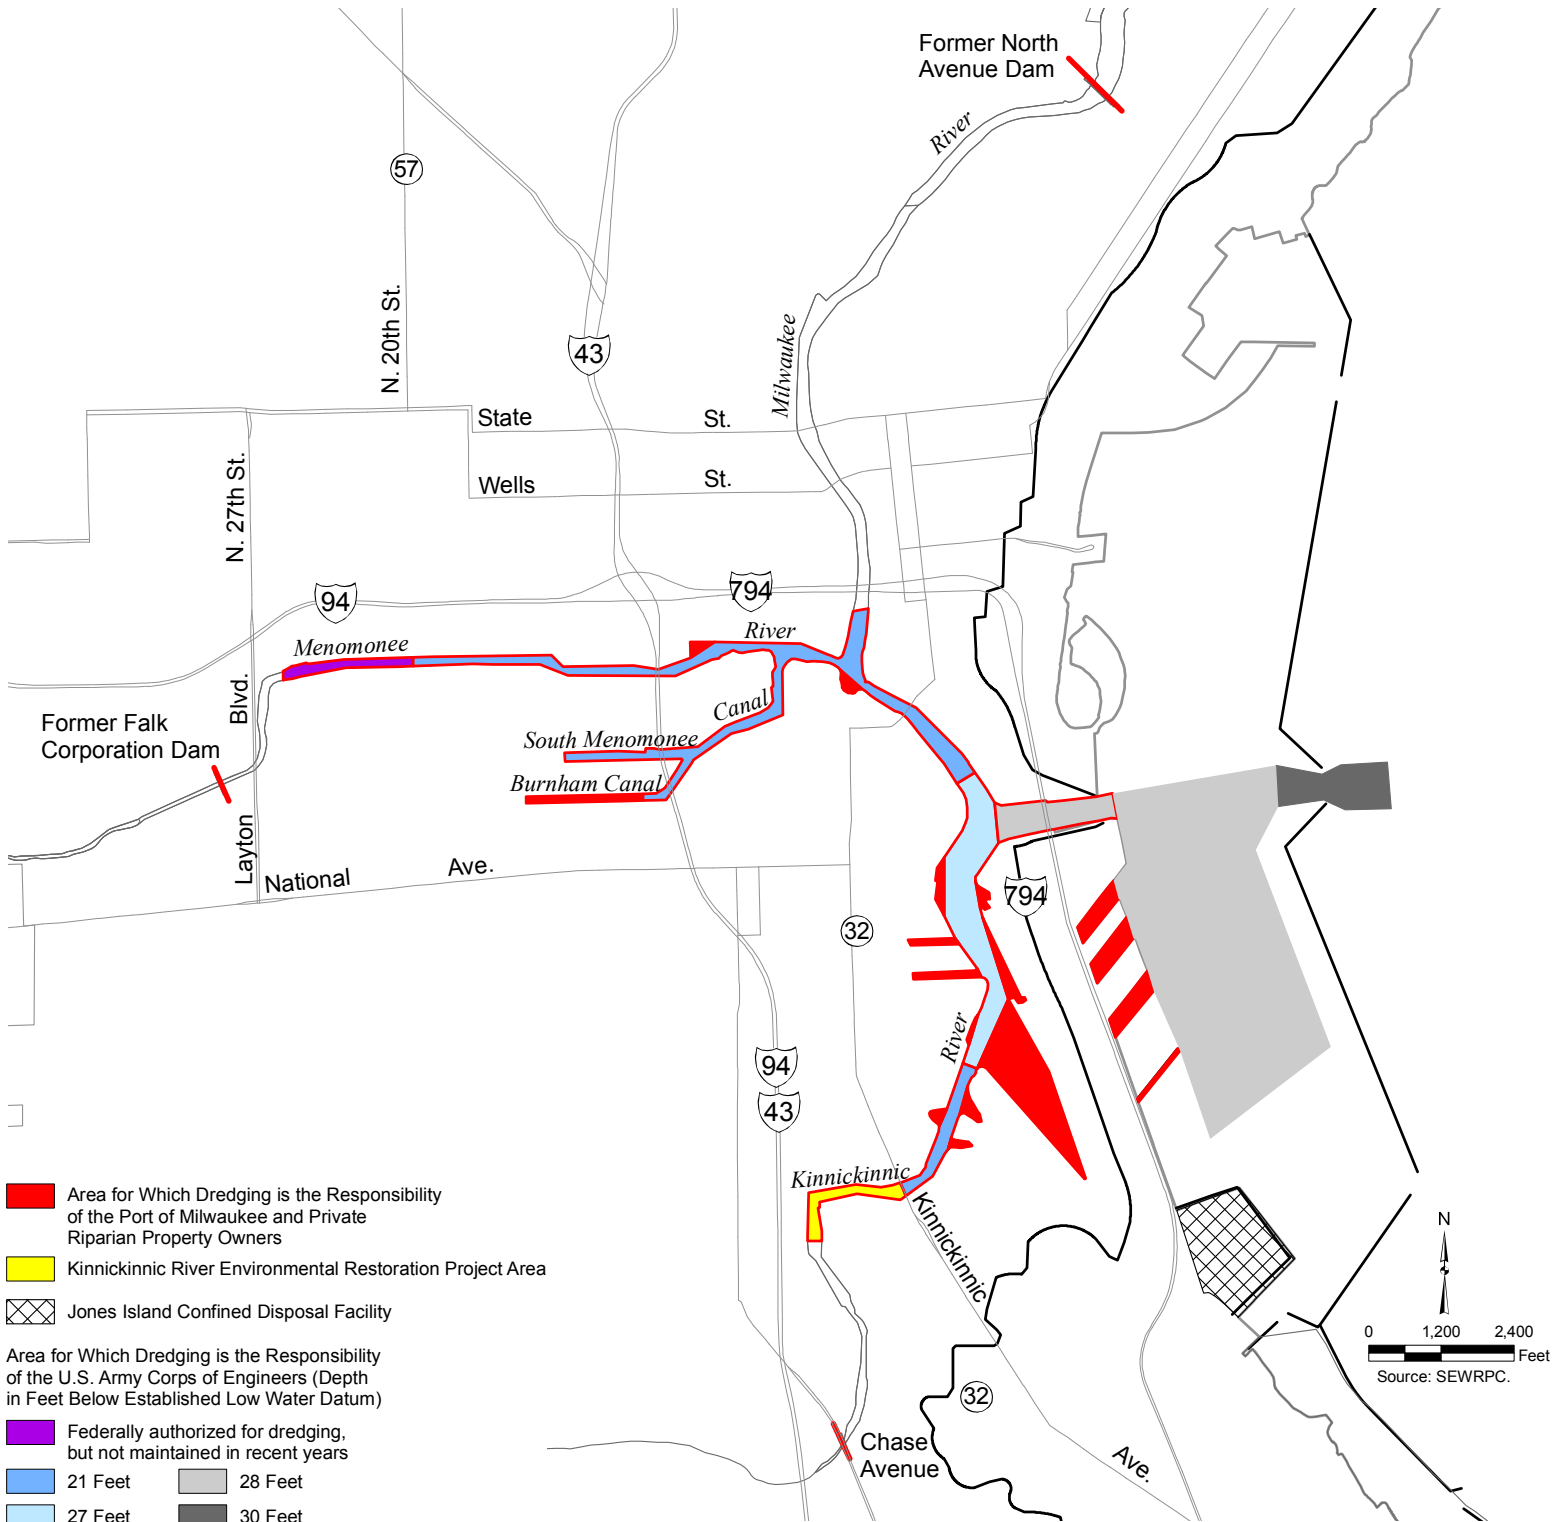 Former North
Avenue Dam
River
57
N. 20th St.
43
Milwaukee
State St.
Wells St.
N. 27th St.
94
794
Menomonee
River
Former Falk
Corporation Dam
Blvd.
Canal
South Menomonee
Burnham Canal
Layton
National Ave.
794
32
River
94
43
Kinnickinnic
Kinnickinnic
Area for Which Dredging is the Responsibility
of the Port of Milwaukee and Private
Riparian Property Owners
Kinnickinnic River Environmental Restoration Project Area
Jones Island Confined Disposal Facility
Area for Which Dredging is the Responsibility
of the U.S. Army Corps of Engineers (Depth
in Feet Below Established Low Water Datum)
Federally authorized for dredging,
but not maintained in recent years
21 Feet
28 Feet
27 Feet
30 Feet
N
0 1,200 2,400
Feet
Source: SEWRPC.
32
Chase
Avenue
Ave.